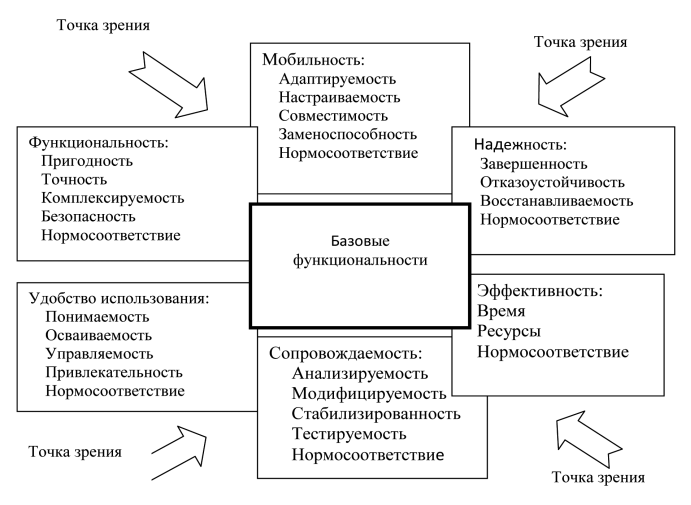 Точка зрения
Точка зрения
Мобильность:
Адаптируемость
Настраиваемость
Совместимость
Заменоспособность
Нормосоответствие
Функциональность:
Пригодность
Точность
Комплексируемость
Безопасность
Нормосоответствие
Надежность:
Завершенность
Отказоустойчивость
Восстанавливаемость
Нормосоответствие
Базовые
функциональности
Удобство использования:
Понимаемость
Осваиваемость
Управляемость
Привлекательность
Нормосоответствие
Эффективность:
Время
Ресурсы
Нормосоответствие
Сопровождаемость:
Анализируемость
Модифицируемость
Стабилизированность
Тестируемость
Нормосоответствие
Точка зрения
Точка зрения